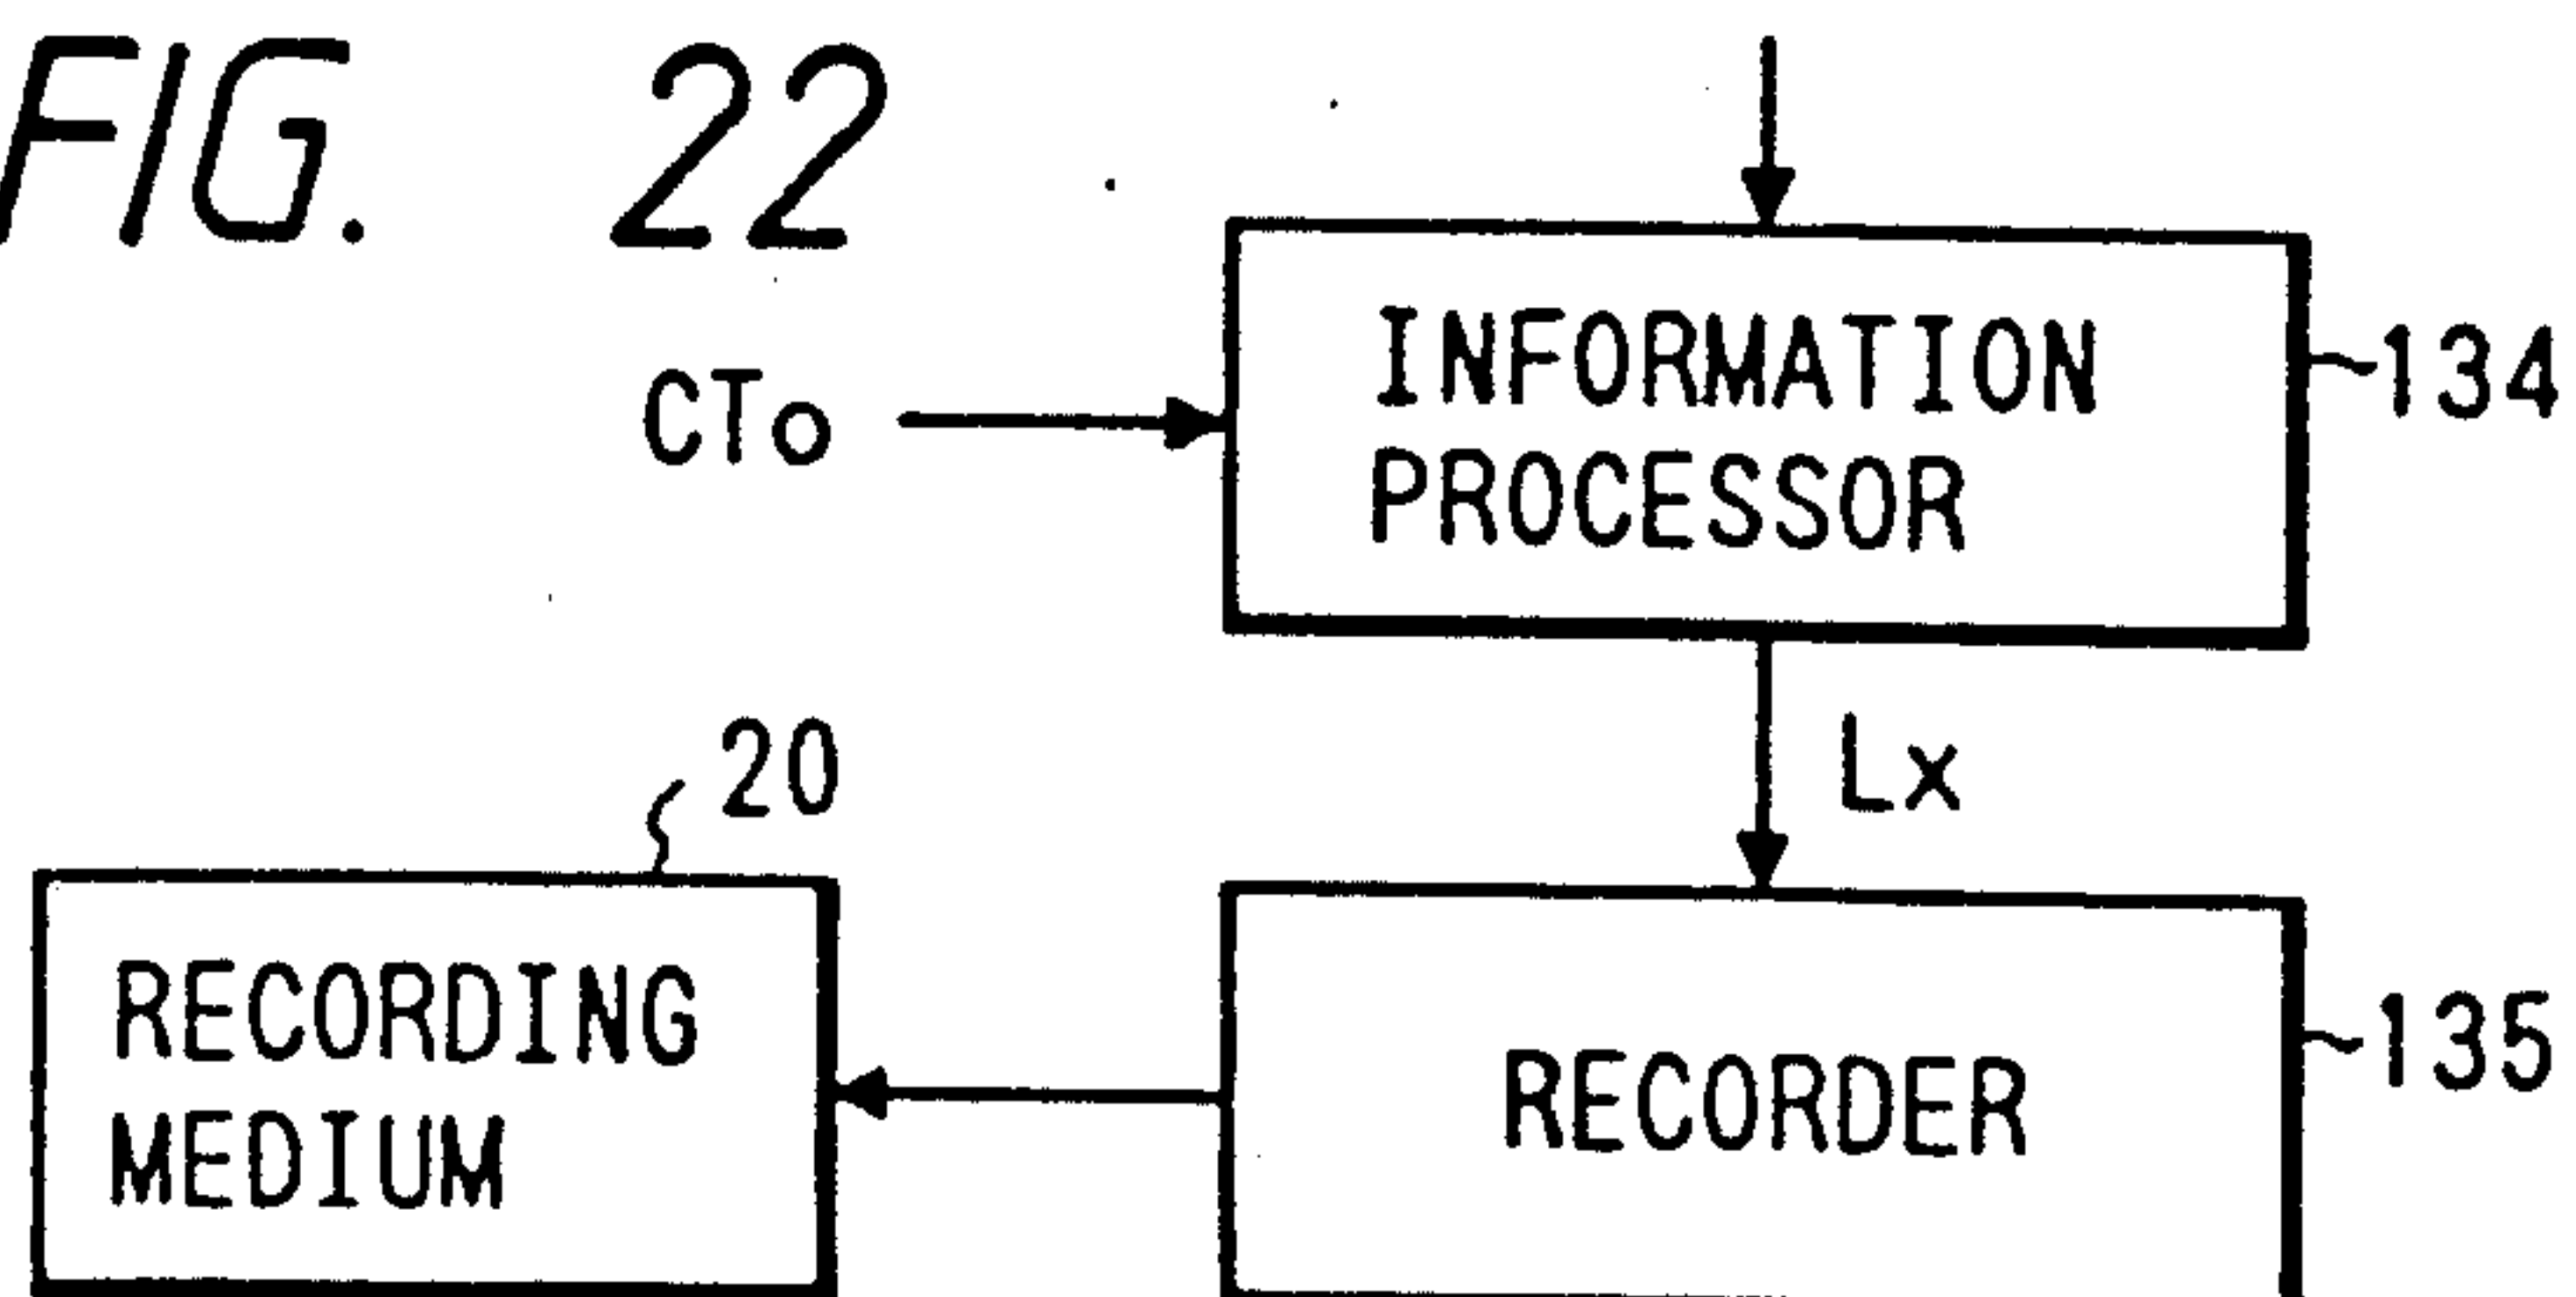 FIG. 22
CTo
INFORMATION
PROCESSOR
134
Lx
20
RECORDING
MEDIUM
RECORDER
135